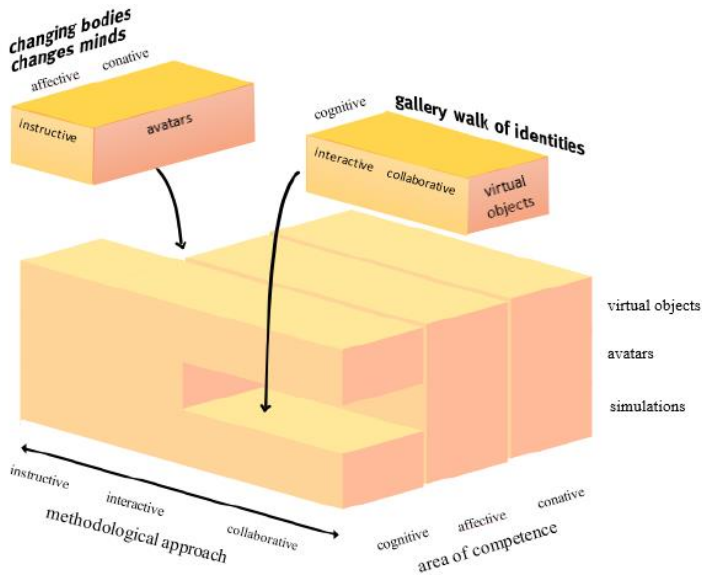 changing bodies
changes minds
affective conative
instructive avatars
gallery walk of identities
cognitive
interactive collaborative
virtual
objects
virtual objects
avatars
simulations
instructive
interactive
collaborative
methodological approach
cognitive
affective
conative
area of competence